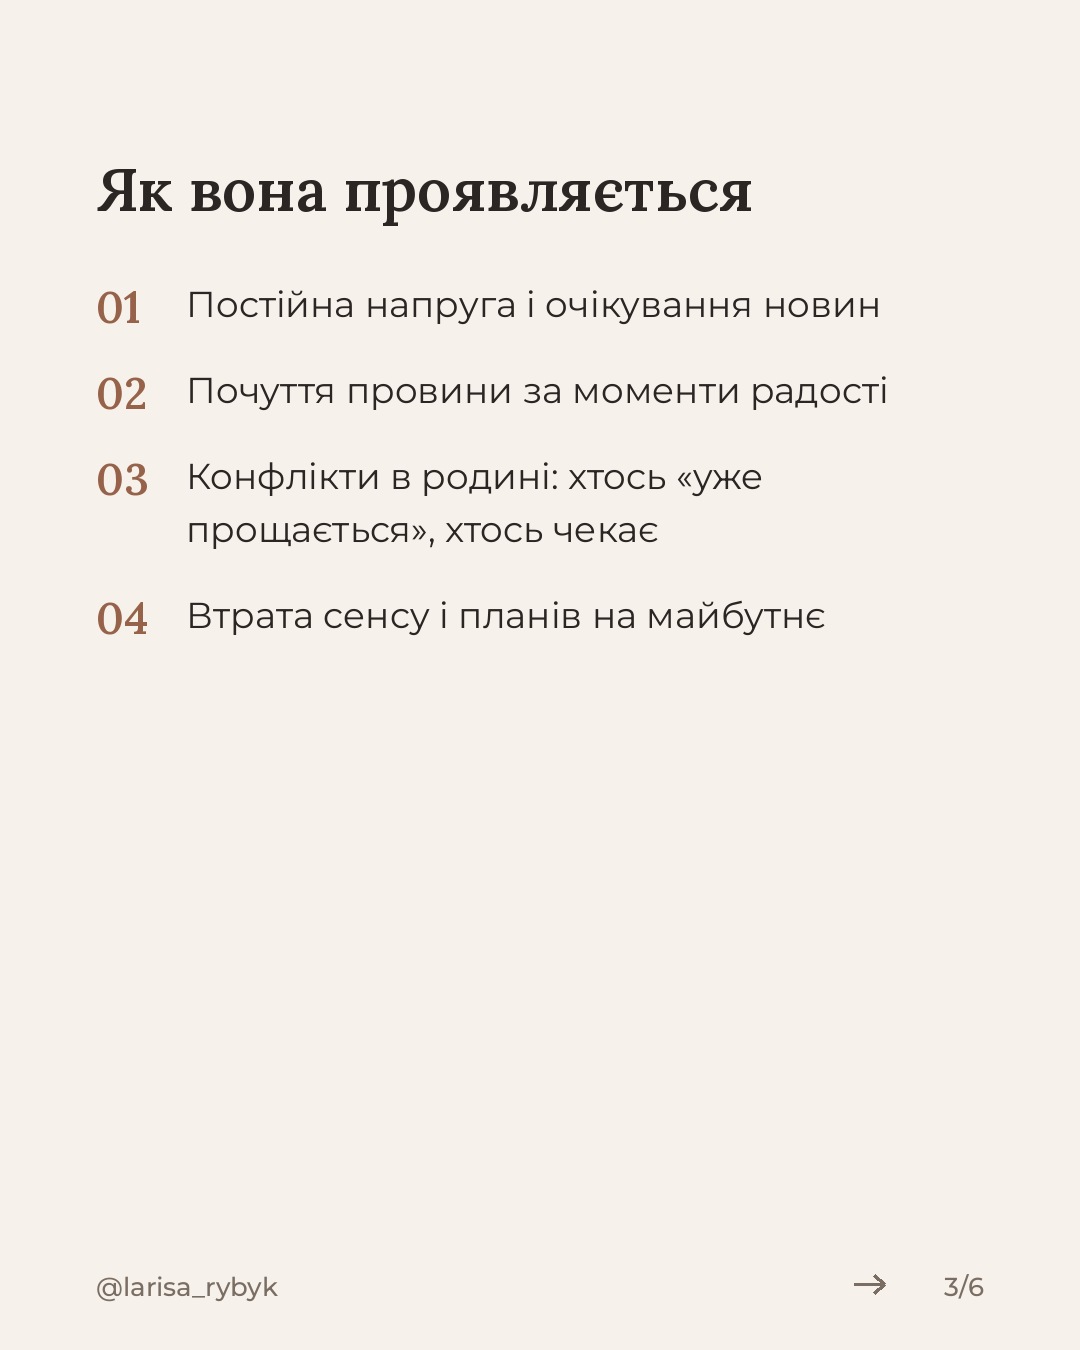 Як вона проявляється
01 Постійна напруга і очікування новин
02 Почуття провини за моменти радості
03 Конфлікти в родині: хтось «уже
прощається», хтось чекає
04 Втрата сенсу і планів на майбутнє
@larisa_rybyk → 3/6